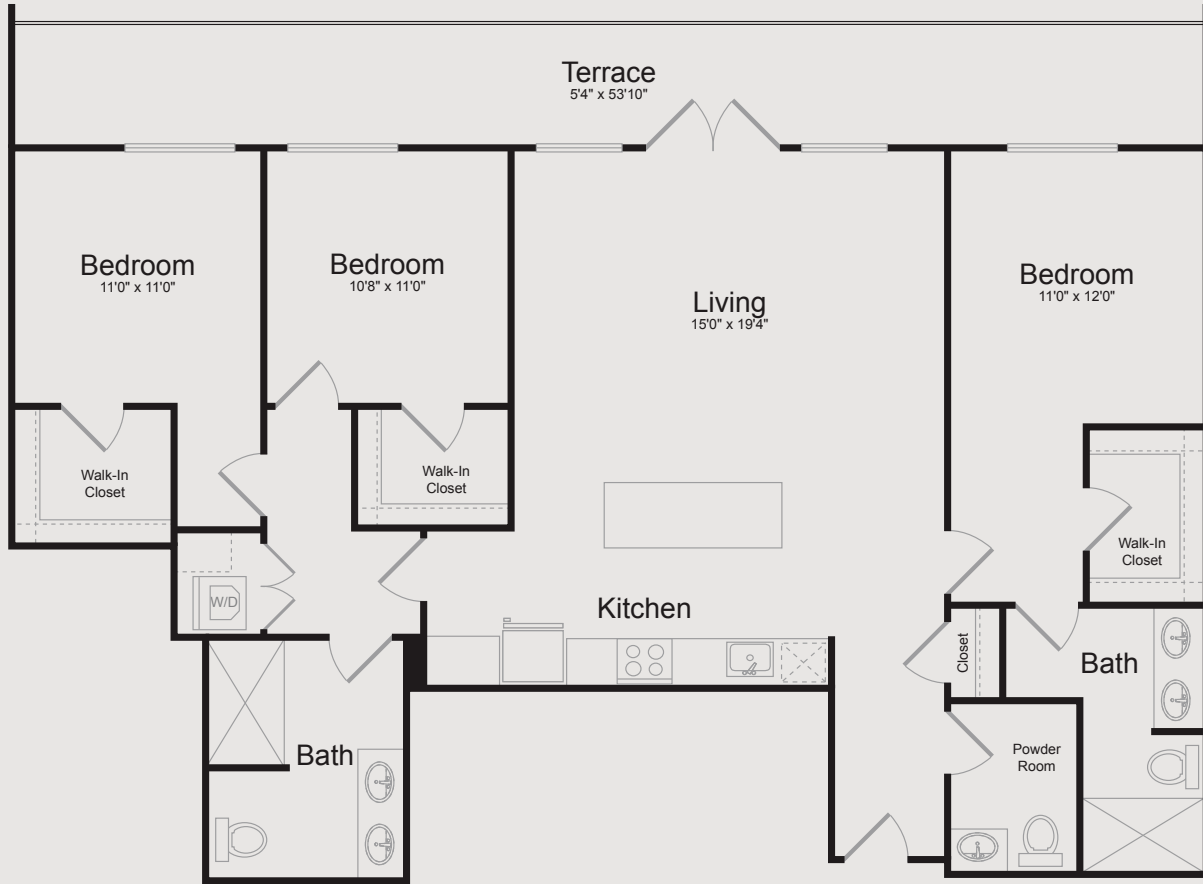 Terrace
5'4" x 53'10"
Bedroom
11'0" x 11'0"
Bedroom
10'8" x 11'0"
Living
15'0" x 19'4"
Bedroom
11'0" x 12'0"
Walk-In
Closet
Walk-In
Closet
Walk-In
Closet
W/D
Kitchen
Closet
Bath
Bath
Powder
Room